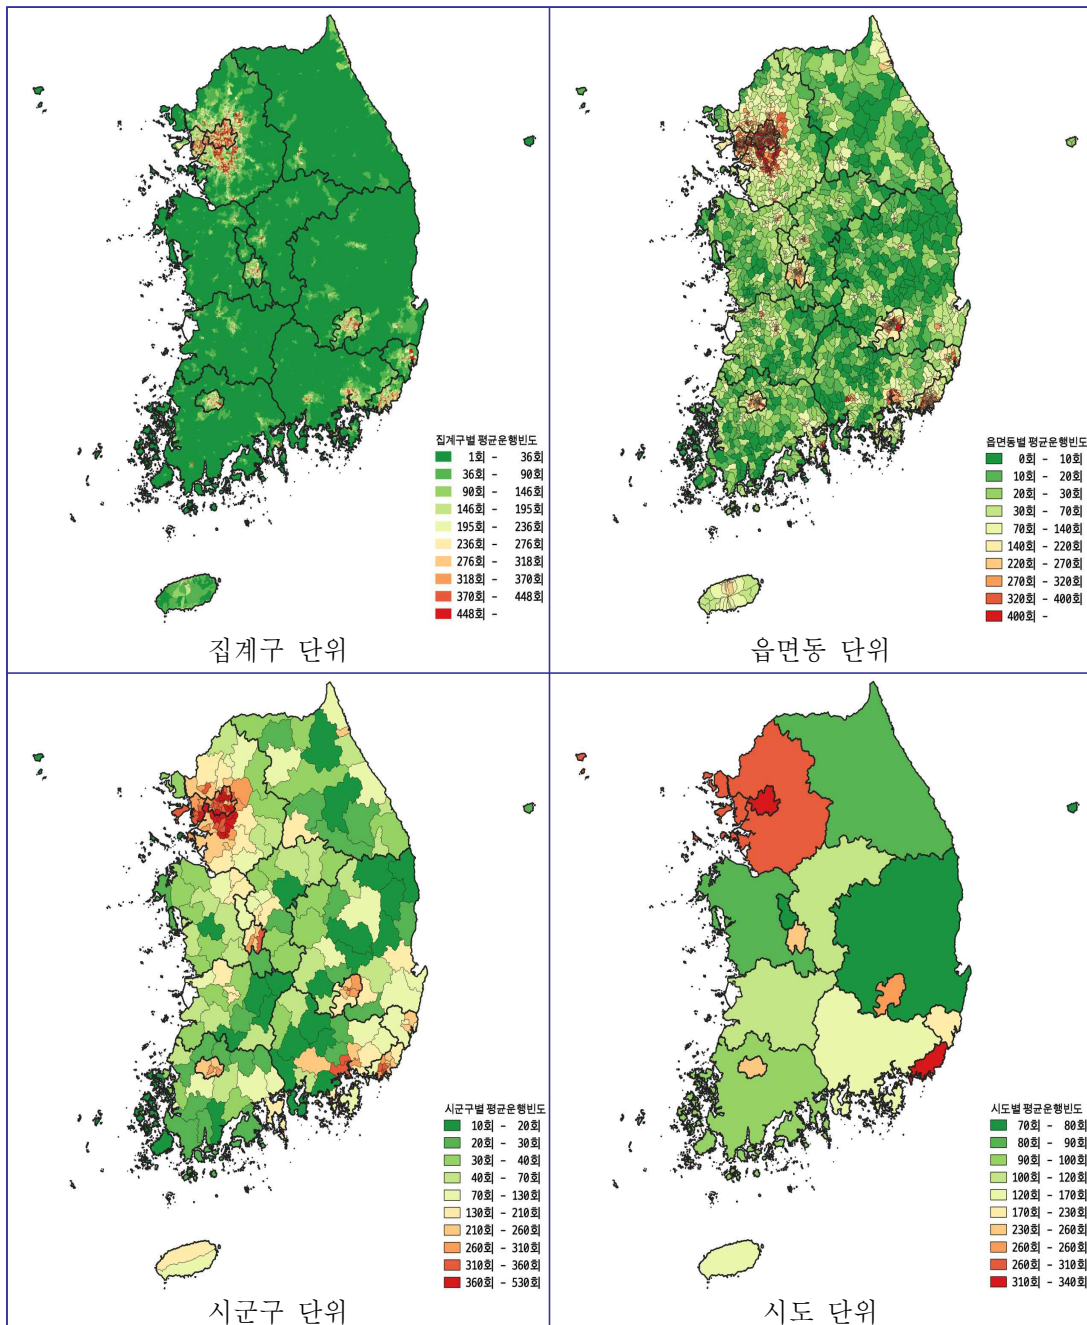 집계구별 평균운행빈도
1회 - 36회
36회 - 90회
90회 - 146회
146회 - 195회
195회 - 236회
236회 - 276회
276회 - 318회
318회 - 370회
370회 - 448회
448회 -
집계구 단위
읍면동별 평균운행빈도
0회 - 10회
10회 - 20회
20회 - 30회
30회 - 70회
70회 - 140회
140회 - 220회
220회 - 270회
270회 - 320회
320회 - 400회
400회 -
읍면동 단위
시군구별 평균운행빈도
10회 - 20회
20회 - 30회
30회 - 40회
40회 - 70회
70회 - 130회
130회 - 210회
210회 - 260회
260회 - 310회
310회 - 360회
360회 - 530회
시군구 단위
시도별 평균운행빈도
70회 - 80회
80회 - 90회
90회 - 100회
100회 - 120회
120회 - 170회
170회 - 230회
230회 - 260회
260회 - 260회
260회 - 310회
310회 - 340회
시도 단위